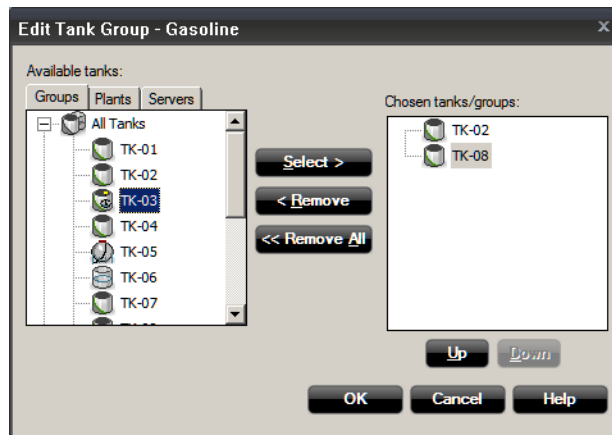 Edit Tank Group - Gasoline
x
Available tanks:
Groups Plants Servers
All Tanks
TK-01
TK-02
TK-03
TK-04
TK-05
TK-06
TK-07
Select >
< Remove
<< Remove All
Chosen tanks/groups:
TK-02
TK-08
Up Down
OK Cancel Help